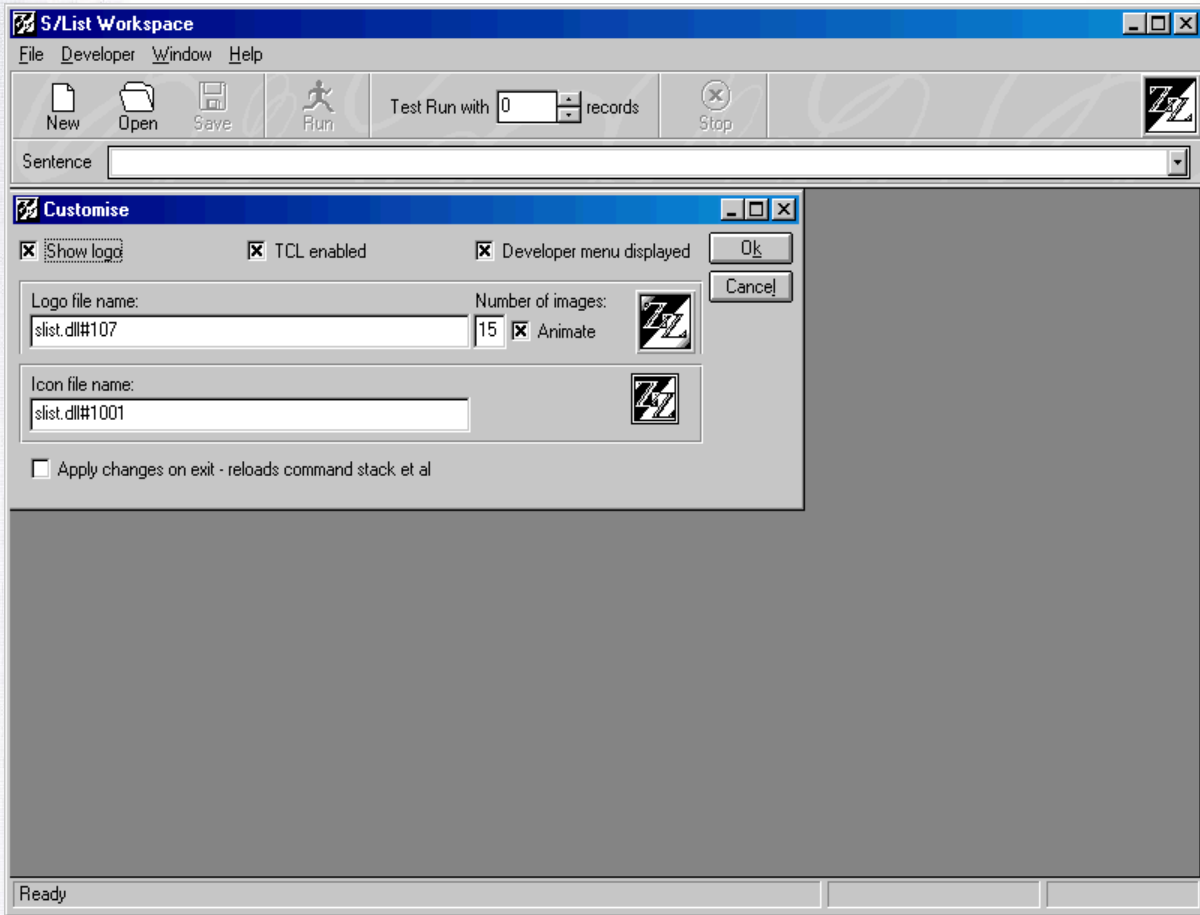 S/List Workspace
File Developer Window Help
New Open Save Run Test Run with 0 records Stop
Sentence
Customise
Show logo TCL enabled Developer menu displayed Ok
Cancel
Logo file name: Number of images:
slist.dll#107 15 Animate
Icon file name:
slist.dll#1001
Apply changes on exit - reloads command stack et al
Ready